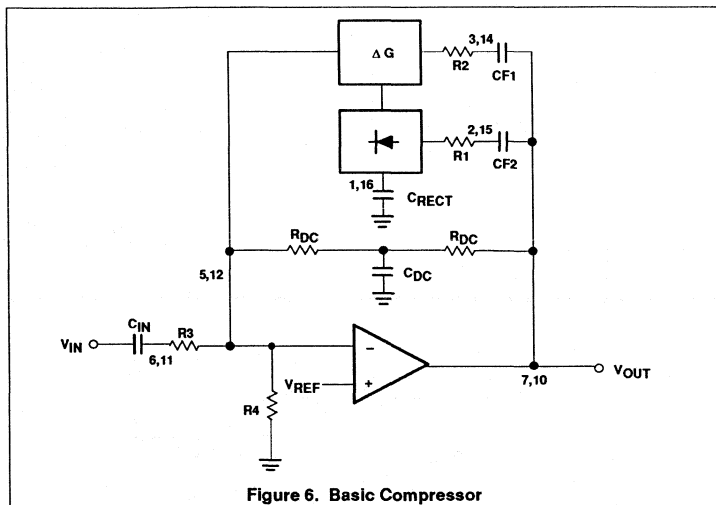 Δ G
3,14
R2
CF1
2,15
R1
CF2
1,16
CRECT
RDC
RDC
CDC
5,12
VIN
CIN
R3
6,11
R4
VREF
−
+
7,10
VOUT
Figure 6. Basic Compressor